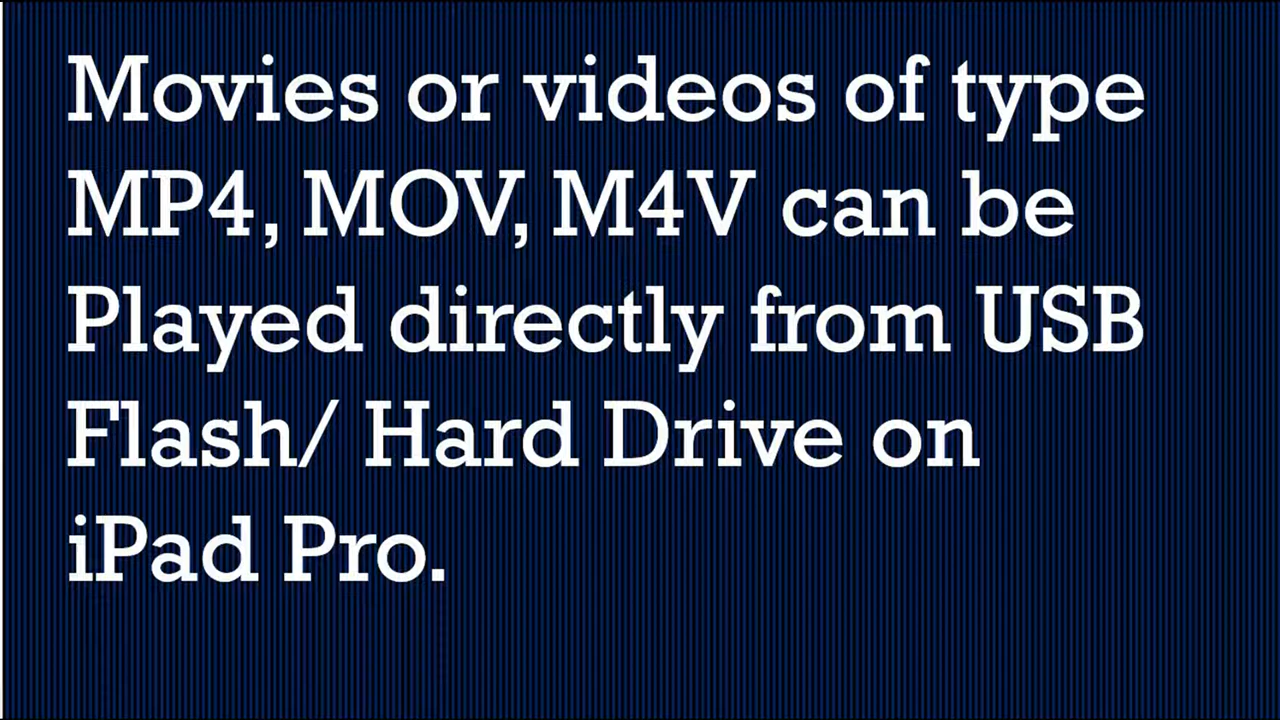 Movies or videos of type
MP4, MOV, M4V can be
Played directly from USB
Flash/ Hard Drive on
iPad Pro.